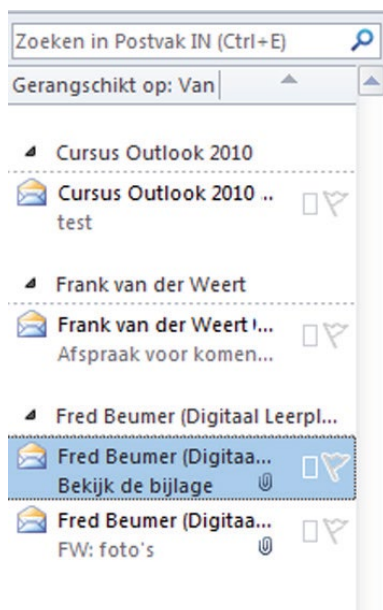 Zoeken in Postvak IN (Ctrl+E)
Gerangschikt op: Van
Cursus Outlook 2010
Cursus Outlook 2010 ...
test
Frank van der Weert
Frank van der Weert ...
Afspraak voor komen...
Fred Beumer (Digitaal Leerpl...
Fred Beumer (Digitaa...
Bekijk de bijlage
Fred Beumer (Digitaa...
FW: foto's